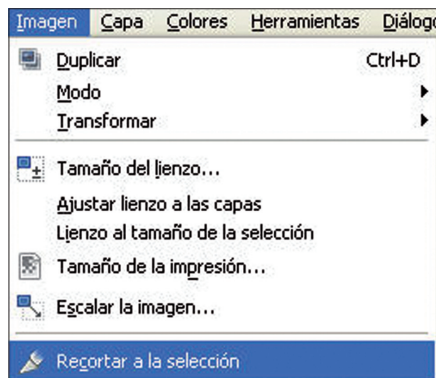 Imagen Capa Colores Herramientas Diálogo
Duplicar Ctrl+D
Modo
Transformar
Tamaño del lienzo...
Ajustar lienzo a las capas
Lienzo al tamaño de la selección
Tamaño de la impresión...
Escalar la imagen...
Recortar a la selección